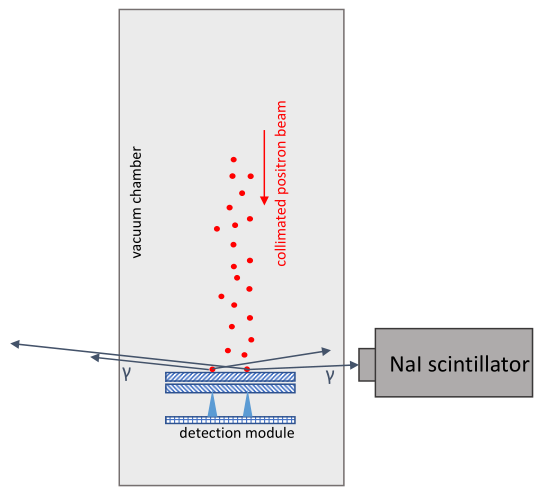 vacuum chamber
collimated positron beam
γ
γ
NaI scintillator
detection module